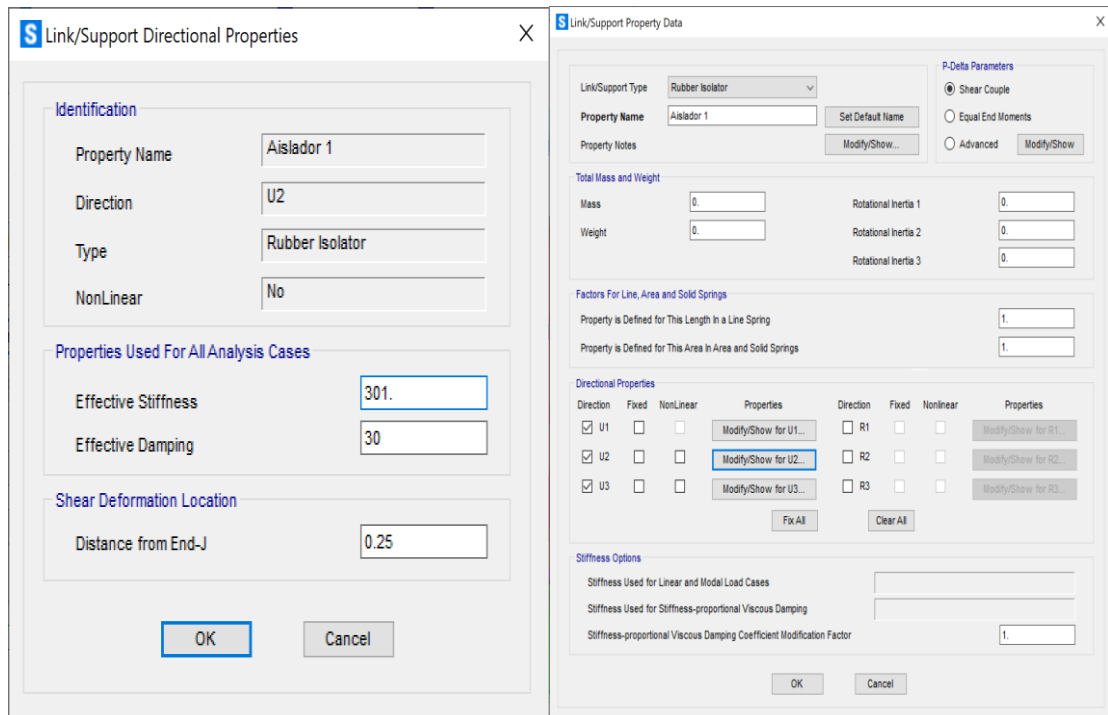 S Link/Support Directional Properties
Identification
Property Name Aislador 1
Direction U2
Type Rubber Isolator
NonLinear No
Properties Used For All Analysis Cases
Effective Stiffness 301.
Effective Damping 30
Shear Deformation Location
Distance from End-J 0.25
OK Cancel
S Link/Support Property Data
Link/Support Type Rubber Isolator
Property Name Aislador 1 Set Default Name
Property Notes Modify/Show...
P-Delta Parameters
Shear Couple
Equal End Moments
Advanced Modify/Show
Total Mass and Weight
Mass 0. Rotational Inertia 1 0.
Weight 0. Rotational Inertia 2 0.
Rotational Inertia 3 0.
Factors For Line, Area and Solid Springs
Property is Defined for This Length In a Line Spring 1.
Property is Defined for This Area In Area and Solid Springs 1.
Directional Properties
Direction Fixed NonLinear Properties Direction Fixed Nonlinear Properties
U1 Modify/Show for U1... R1 Modify/Show for R1...
U2 Modify/Show for U2... R2 Modify/Show for R2...
U3 Modify/Show for U3... R3 Modify/Show for R3...
Fix All Clear All
Stiffness Options
Stiffness Used for Linear and Modal Load Cases
Stiffness Used for Stiffness-proportional Viscous Damping
Stiffness-proportional Viscous Damping Coefficient Modification Factor 1.
OK Cancel